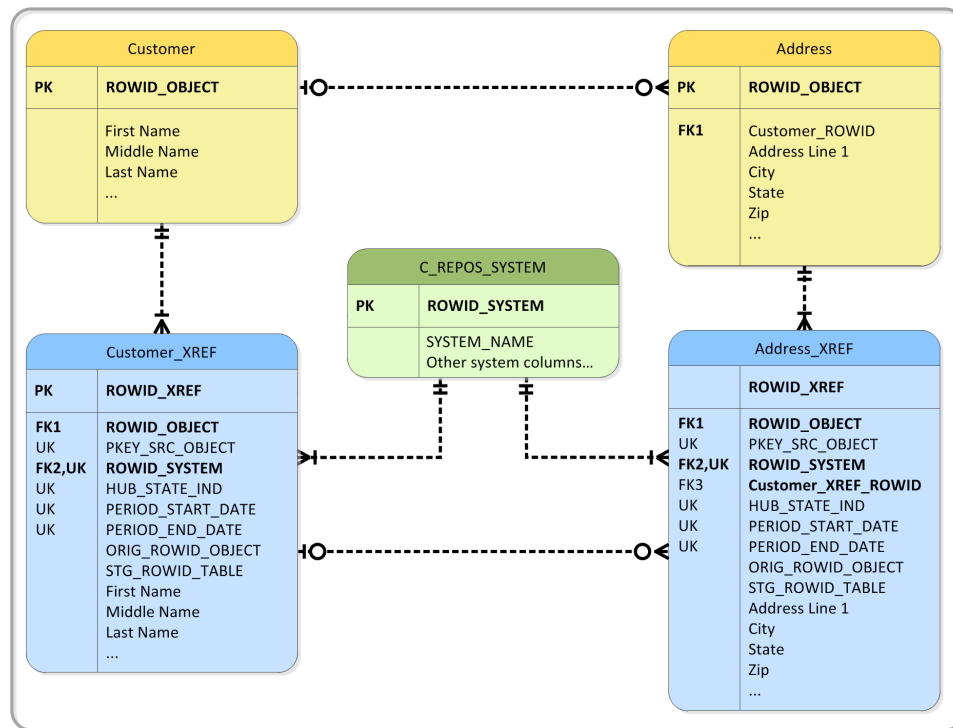 Customer
PK ROWID_OBJECT
First Name
Middle Name
Last Name
...
Address
PK ROWID_OBJECT
FK1 Customer_ROWID
Address Line 1
City
State
Zip
...
C_REPOS_SYSTEM
PK ROWID_SYSTEM
SYSTEM_NAME
Other system columns...
Customer_XREF
PK ROWID_XREF
FK1 ROWID_OBJECT
UK PKEY_SRC_OBJECT
FK2,UK ROWID_SYSTEM
UK HUB_STATE_IND
UK PERIOD_START_DATE
UK PERIOD_END_DATE
ORIG_ROWID_OBJECT
STG_ROWID_TABLE
First Name
Middle Name
Last Name
...
Address_XREF
ROWID_XREF
FK1 ROWID_OBJECT
UK PKEY_SRC_OBJECT
FK2,UK ROWID_SYSTEM
FK3 Customer_XREF_ROWID
UK HUB_STATE_IND
UK PERIOD_START_DATE
UK PERIOD_END_DATE
ORIG_ROWID_OBJECT
STG_ROWID_TABLE
Address Line 1
City
State
Zip
...